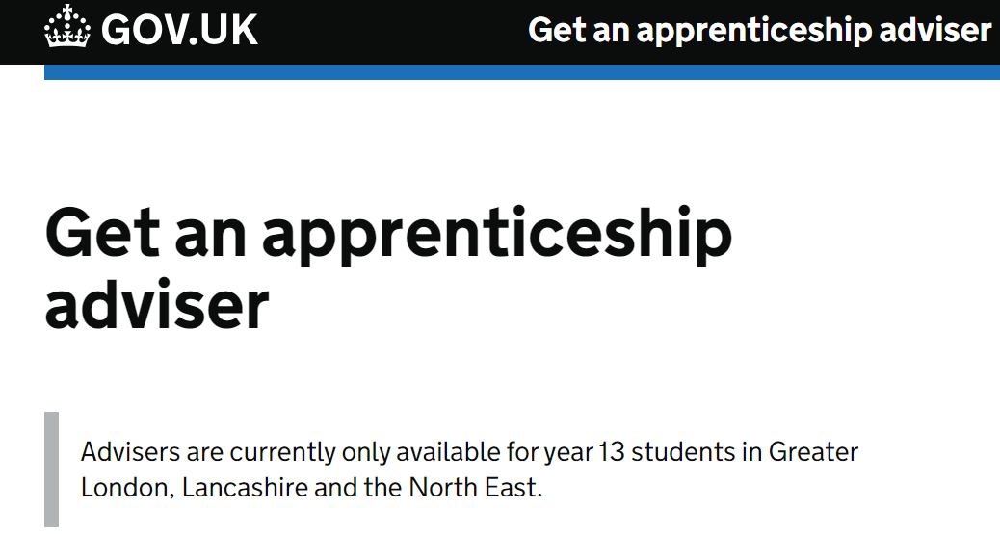 GOV.UK
Get an apprenticeship adviser
Get an apprenticeship
adviser
Advisers are currently only available for year 13 students in Greater
London, Lancashire and the North East.